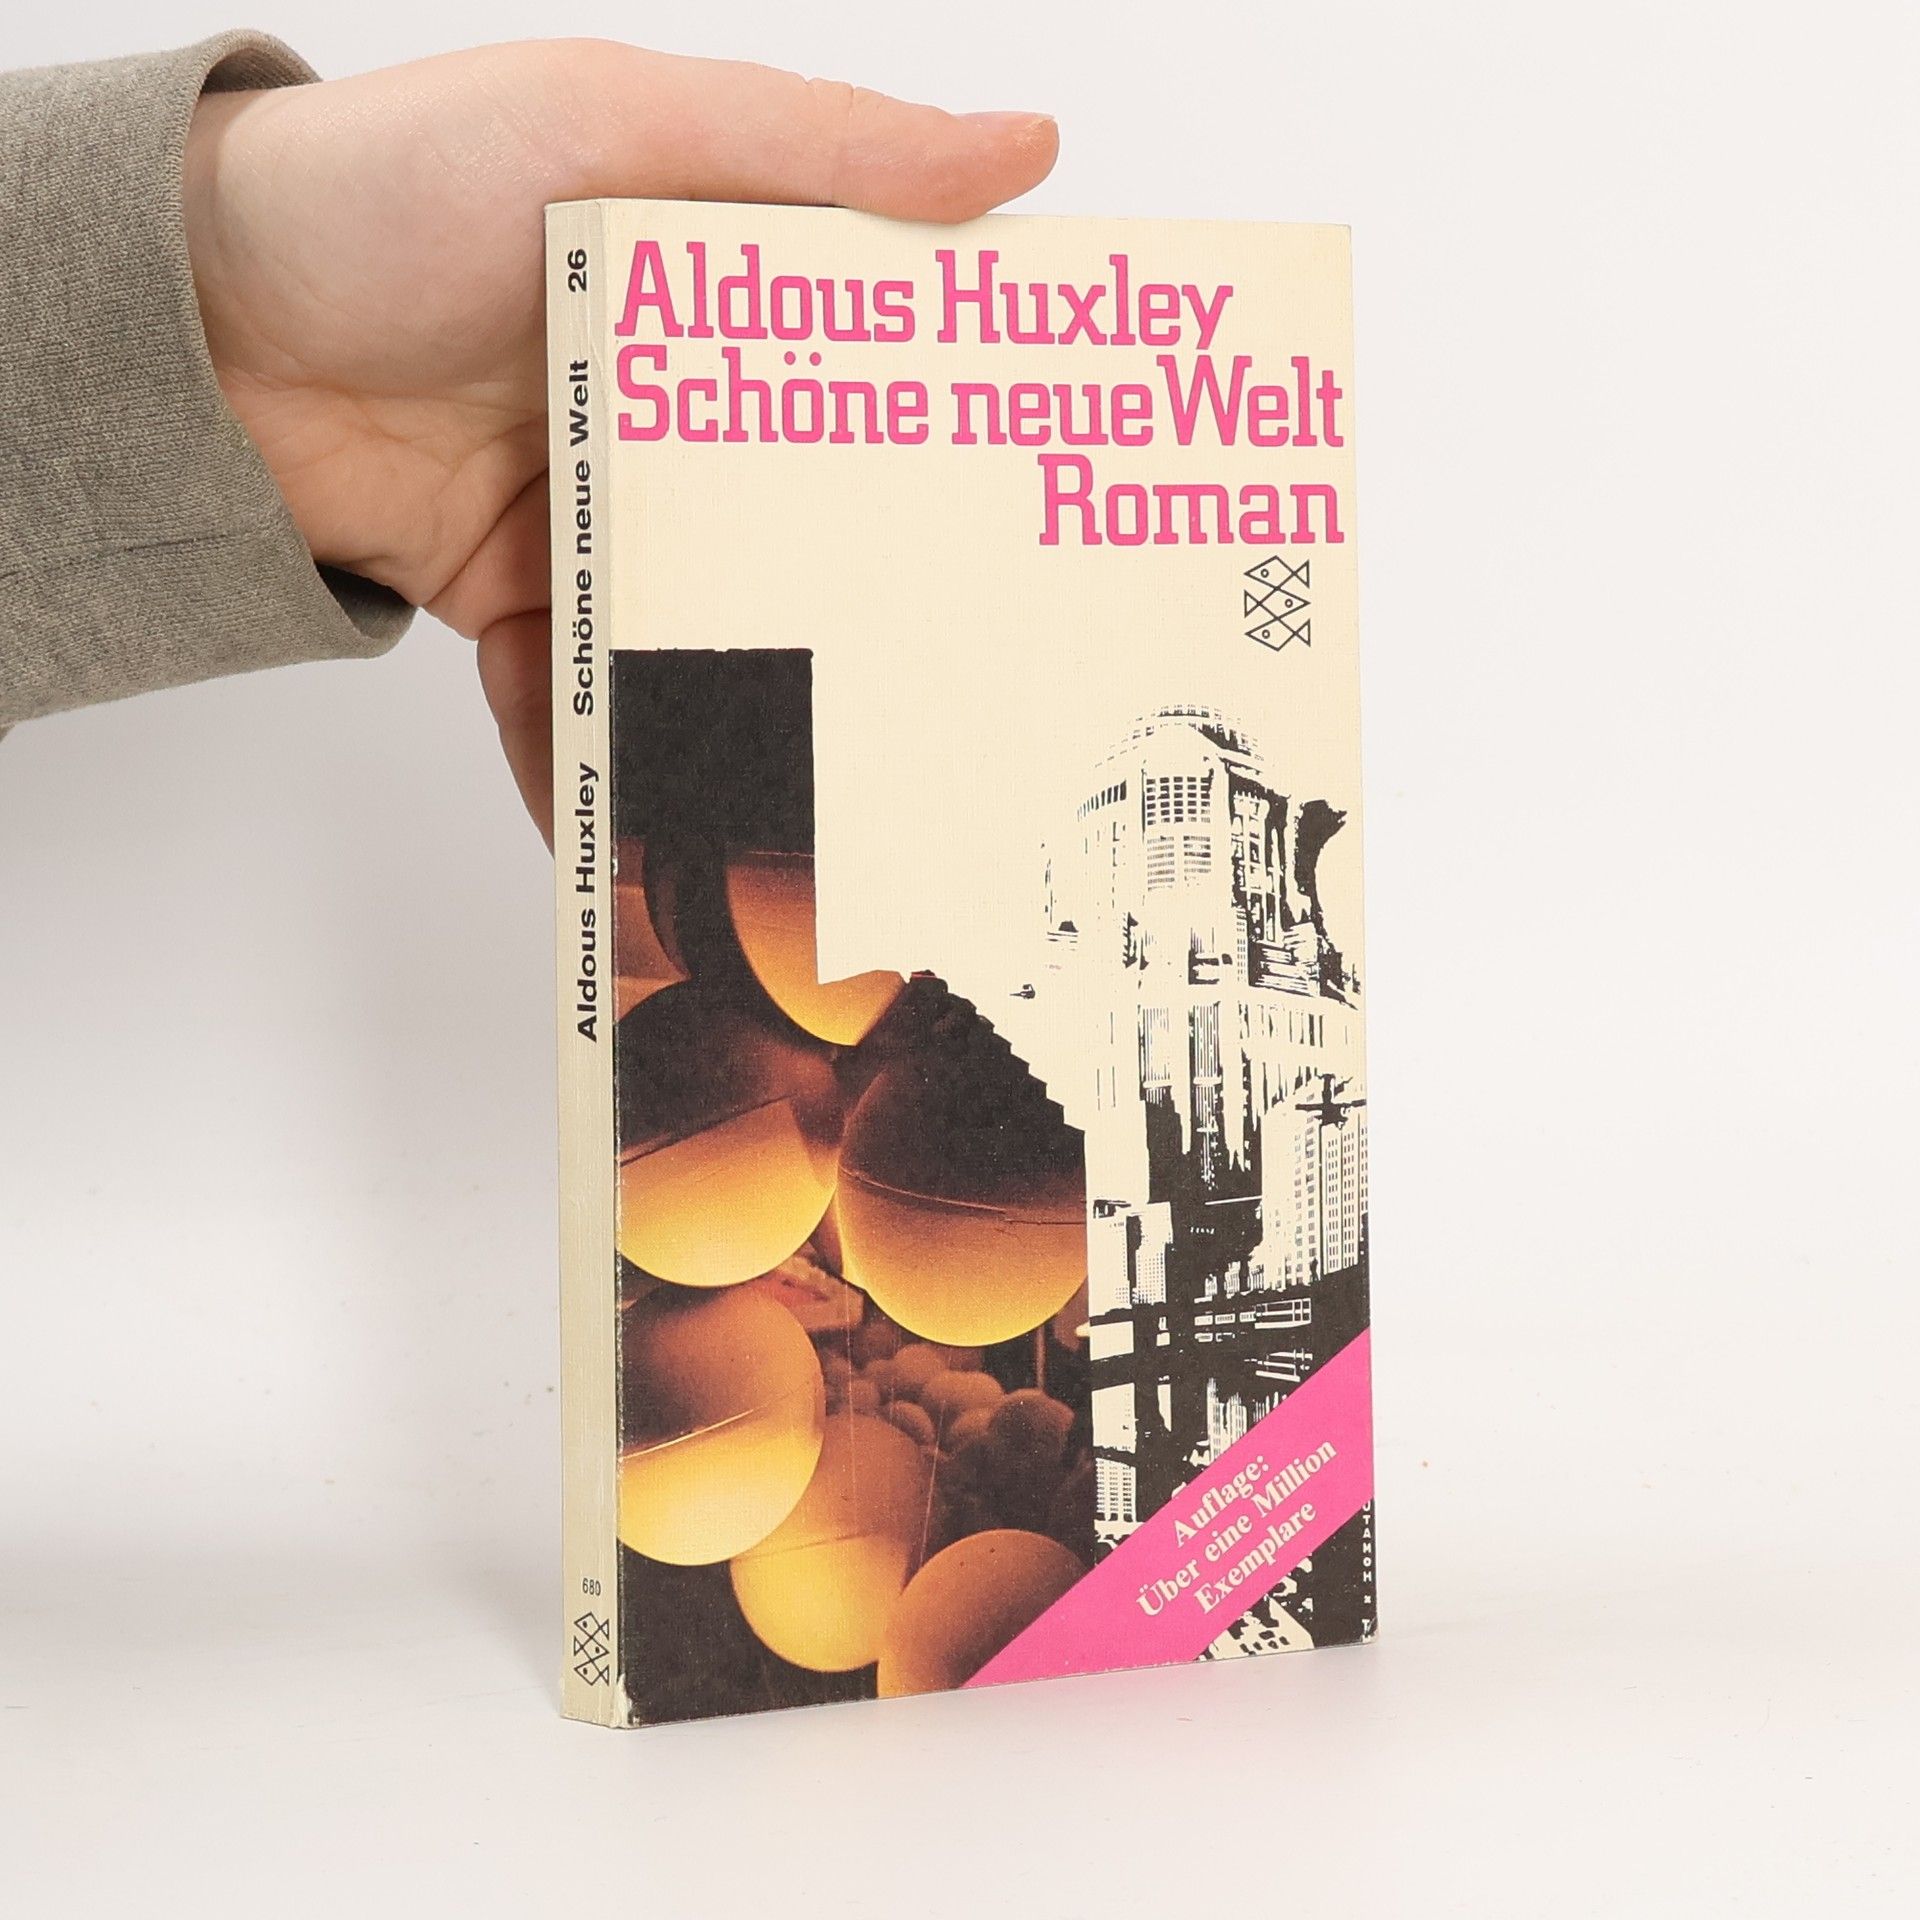 Aldous Huxley
Schöne neue Welt
Roman
Auflage:
Über eine Million
Exemplare
Aldous Huxley Schöne neue Welt 26
680